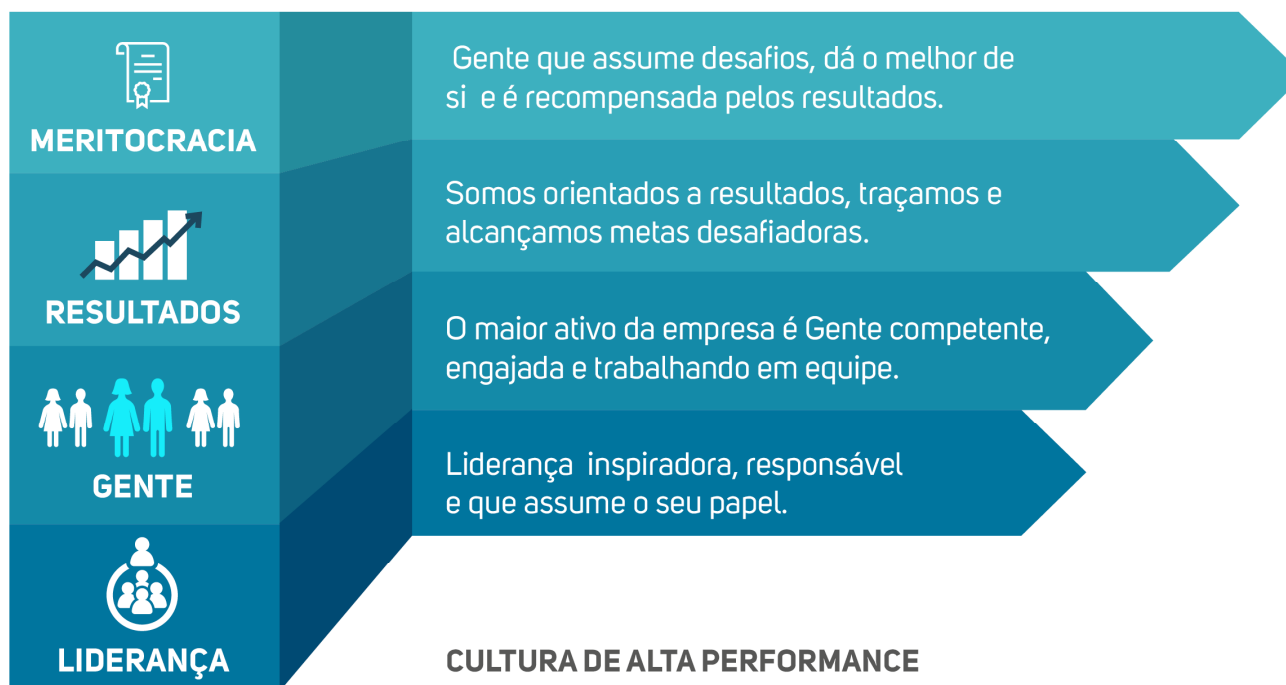 MERITOCRACIA
Gente que assume desafios, dá o melhor de
si e é recompensada pelos resultados.
RESULTADOS
Somos orientados a resultados, traçamos e
alcançamos metas desafiadoras.
GENTE
O maior ativo da empresa é Gente competente,
engajada e trabalhando em equipe.
LIDERANÇA
Liderança inspiradora, responsável
e que assume o seu papel.
CULTURA DE ALTA PERFORMANCE